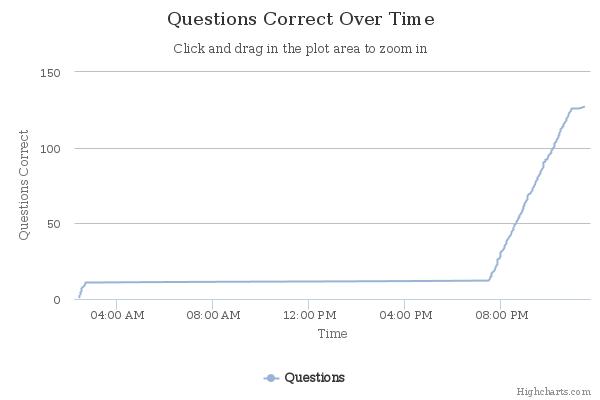 Questions Correct Over Time
Click and drag in the plot area to zoom in
150
100
50
0
Questions Correct
04:00 AM 08:00 AM 12:00 PM 04:00 PM 08:00 PM
Time
Questions
Highcharts.com